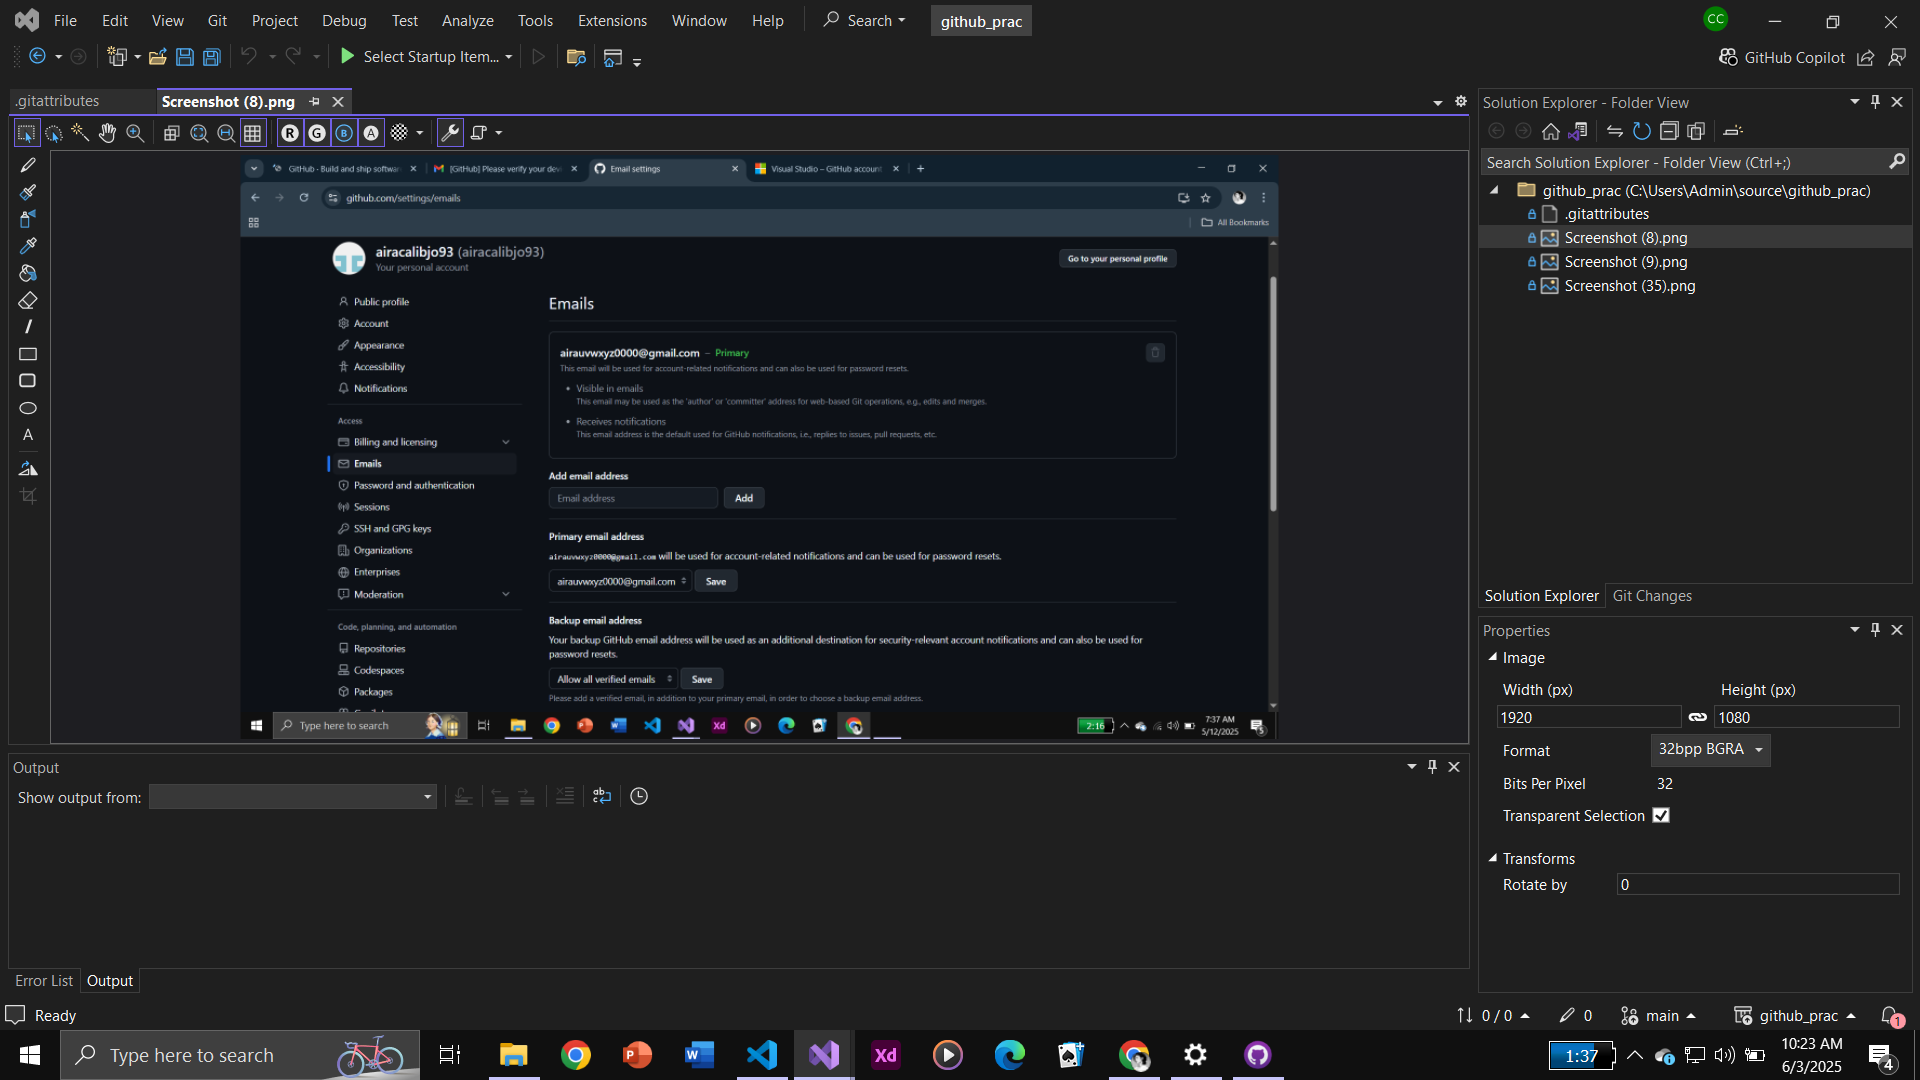 File Edit View Git Project Debug Test Analyze Tools Extensions Window Help Search github_prac CC
Select Startup Item... GitHub Copilot
.gitattributes Screenshot (8).png
R G B A
GitHub - Build and ship softwar [GitHub] Please verify your dev Email settings Visual Studio – GitHub account
github.com/settings/emails
All Bookmarks
airacalibjo93 (airacalibjo93)
Your personal account
Go to your personal profile
Public profile
Account
Appearance
Accessibility
Notifications
Access
Billing and licensing
Emails
Password and authentication
Sessions
SSH and GPG keys
Organizations
Enterprises
Moderation
Code, planning, and automation
Repositories
Codespaces
Packages
Emails
airauvwxyz0000@gmail.com – Primary
This email will be used for account-related notifications and can also be used for password resets.
• Visible in emails
This email may be used as the 'author' or 'committer' address for web-based Git operations, e.g., edits and merges.
• Receives notifications
This email address is the default used for GitHub notifications, i.e., replies to issues, pull requests, etc.
Add email address
Email address Add
Primary email address
airauvwxyz0000@gmail.com will be used for account-related notifications and can be used for password resets.
airauvwxyz0000@gmail.com Save
Backup email address
Your backup GitHub email address will be used as an additional destination for security-relevant account notifications and can also be used for
password resets.
Allow all verified emails Save
Please add a verified email, in addition to your primary email, in order to choose a backup email address.
Type here to search
2:16 7:37 AM
5/12/2025
5
A
Solution Explorer - Folder View
Search Solution Explorer - Folder View (Ctrl+;)
github_prac (C:\Users\Admin\source\github_prac)
.gitattributes
Screenshot (8).png
Screenshot (9).png
Screenshot (35).png
Solution Explorer Git Changes
Properties
Image
Width (px) Height (px)
1920 1080
Format 32bpp BGRA
Bits Per Pixel 32
Transparent Selection
Transforms
Rotate by 0
Output
Show output from:
Error List Output
Ready 0 / 0 0 main github_prac 1
Type here to search
1:37 10:23 AM
6/3/2025
4